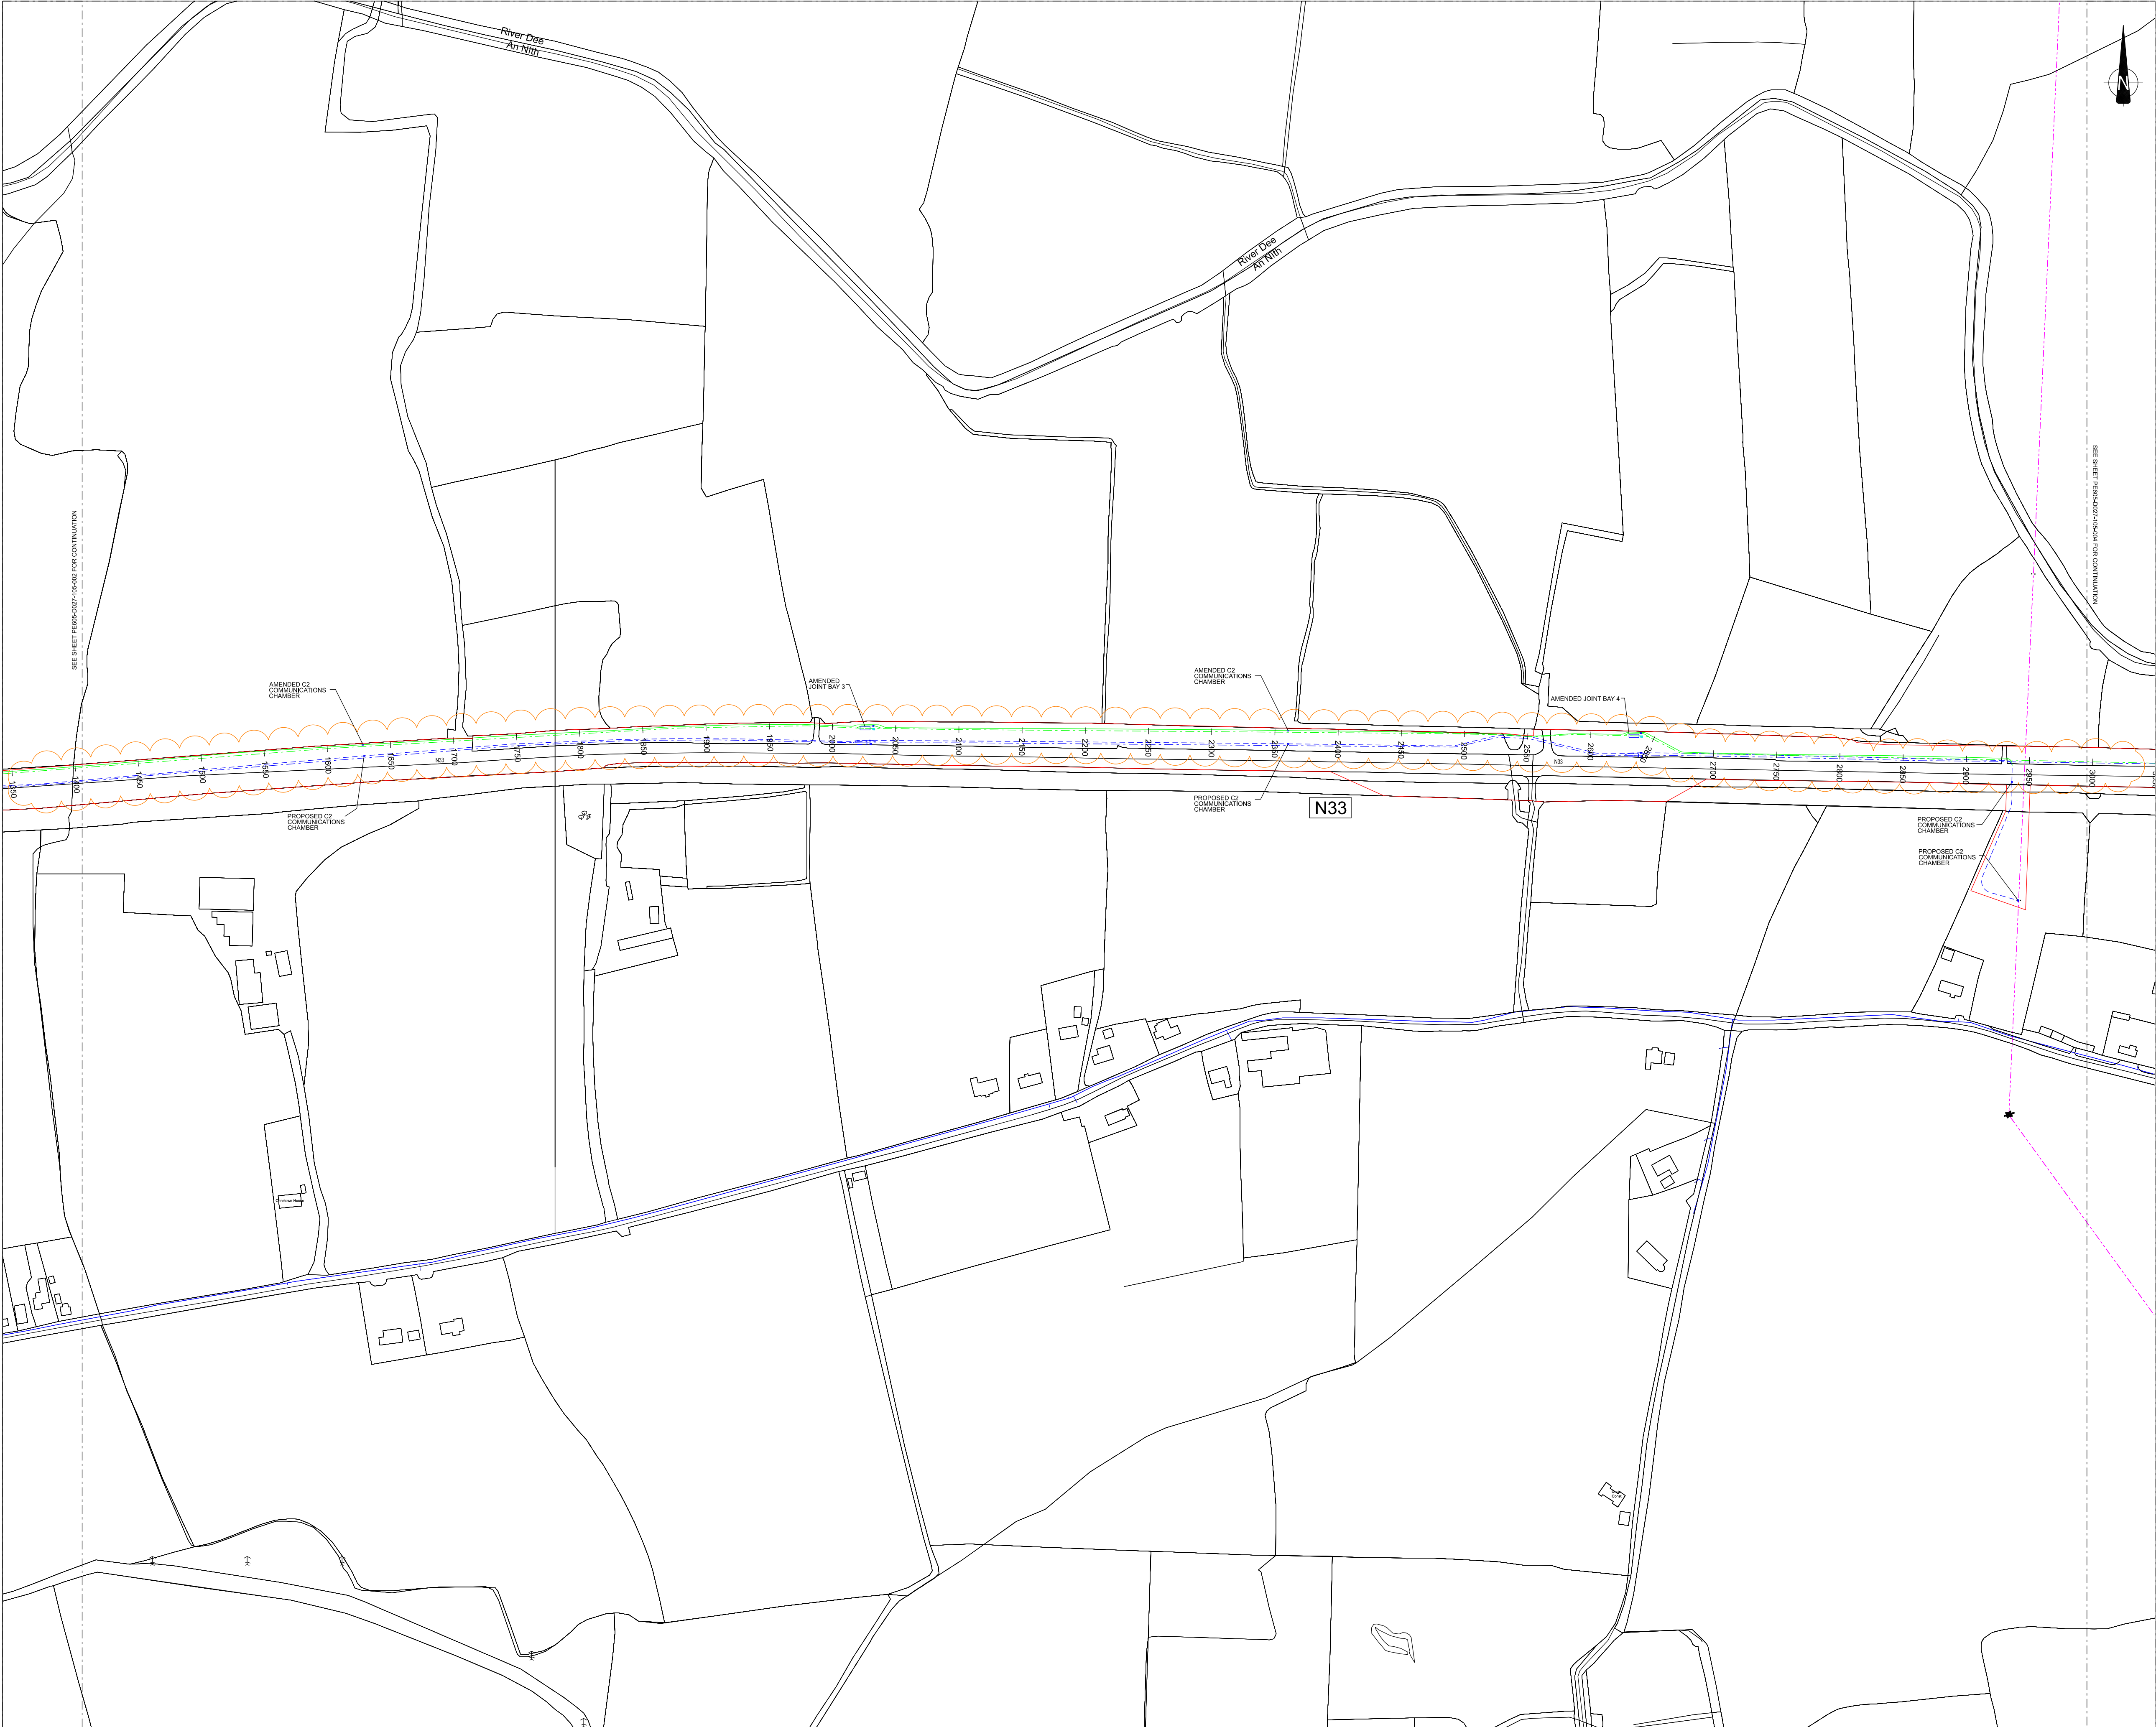 River Dee
An Níth
N
River Dee
An Níth
SEE SHEET PE605-D027-105-002 FOR CONTINUATION
SEE SHEET PE605-D027-105-004 FOR CONTINUATION
AMENDED C2
COMMUNICATIONS
CHAMBER
AMENDED
JOINT BAY 3
AMENDED C2
COMMUNICATIONS
CHAMBER
AMENDED JOINT BAY 4
1350
1400
1450
1500
1550
1600
1650
1700
1750
1800
1850
1900
1950
2000
2050
2100
2150
2200
2250
2300
2350
2400
2450
2500
2550
2600
2650
2700
2750
2800
2850
2900
2950
3000
N33
N33
PROPOSED C2
COMMUNICATIONS
CHAMBER
PROPOSED C2
COMMUNICATIONS
CHAMBER
N33
PROPOSED C2
COMMUNICATIONS
CHAMBER
PROPOSED C2
COMMUNICATIONS
CHAMBER